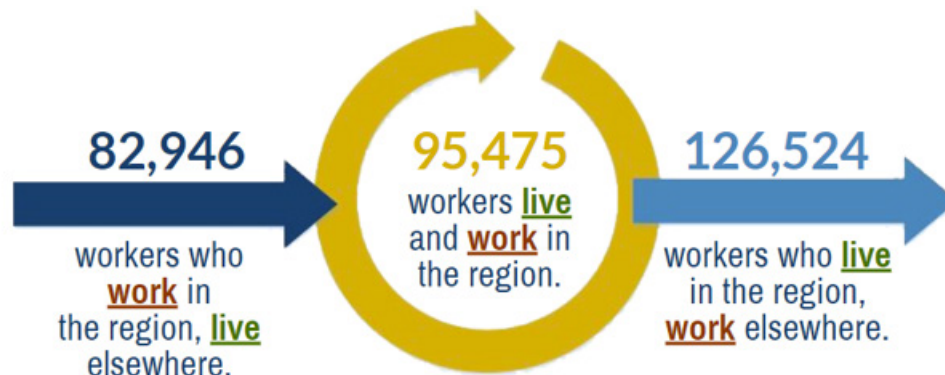 82,946
workers who
work in
the region, live
elsewhere.
95,475
workers live
and work in
the region.
126,524
workers who live
in the region,
work elsewhere.